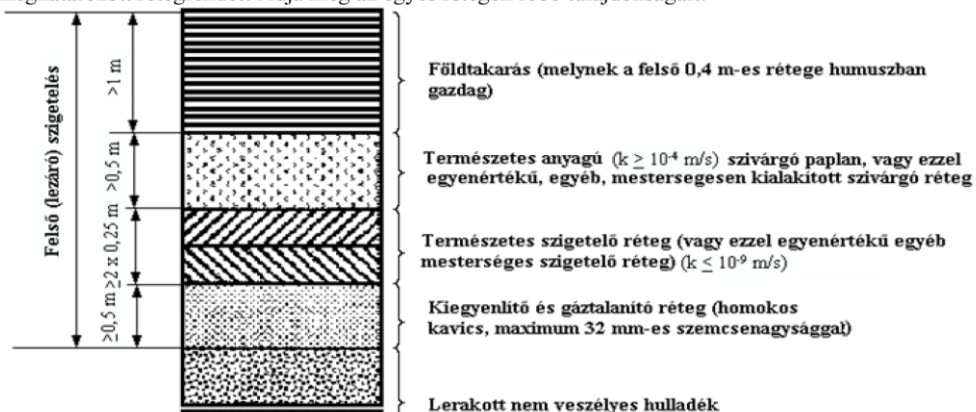 Földtakarás (melynek a felső 0,4 m-es rétege humuszban
gazdag)
Természetes anyagú (k ≥ 10⁻⁴ m/s) szivárgó paplan, vagy ezzel
egyenértékű, egyéb, mestersegesen kialakított szivárgó réteg
Természetes szigetelő réteg (vagy ezzel egyenértékű egyéb
mesterséges szigetelő réteg) (k ≤ 10⁻⁹ m/s)
Kiegyenlítő és gáztalanító réteg (homokos
kavics, maximum 32 mm-es szemcsenagysággal)
Lerakott nem veszélyes hulladék
Felső (lezáró) szigetelés
>1 m
>0,5 m
≥2 x 0,25 m
≥0,5 m